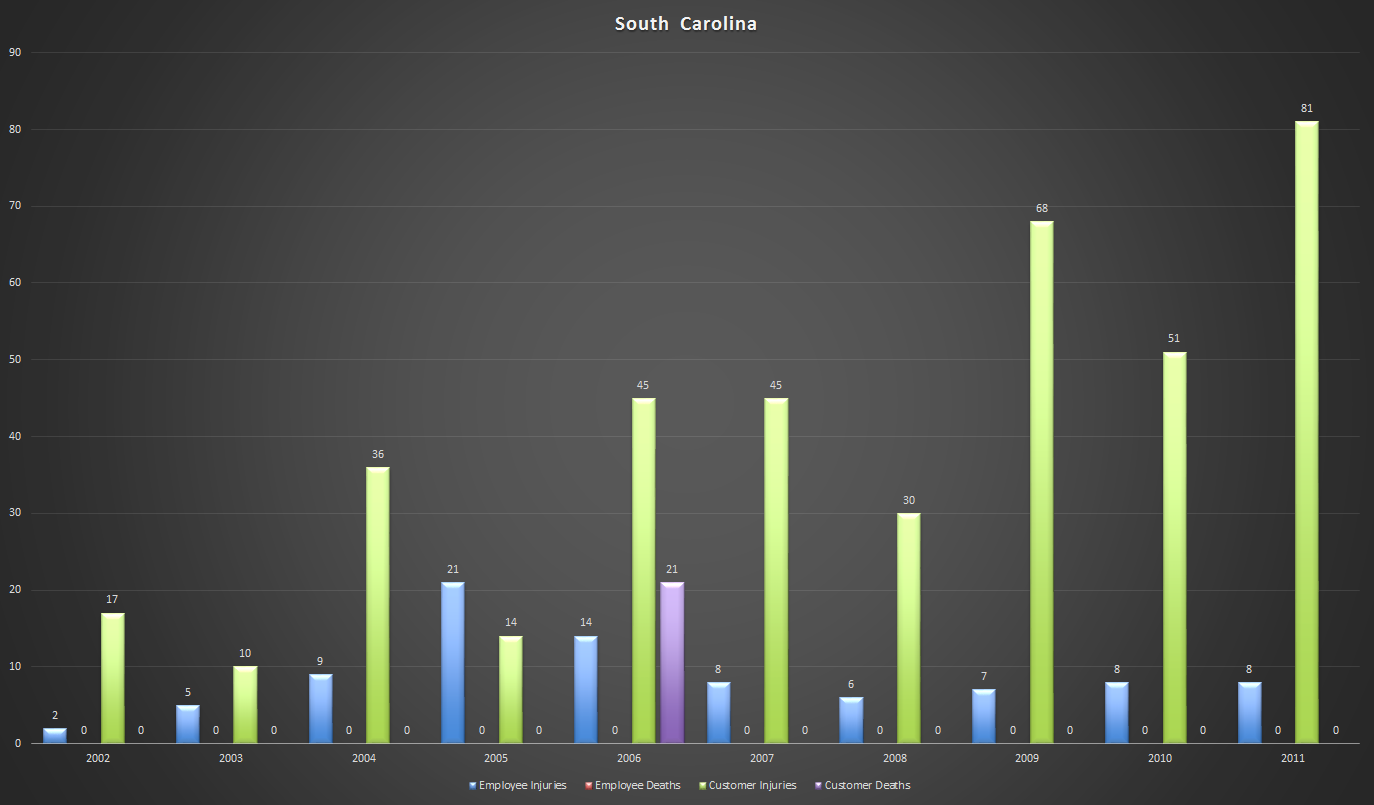 South Carolina
90
80
70
60
50
40
30
20
10
0
2 0 17 0
5 0 10 0
9 0 36 0
21 0 14 0
14 0 45 21
8 0 45 0
6 0 30 0
7 0 68 0
8 0 51 0
8 0 81 0
2002 2003 2004 2005 2006 2007 2008 2009 2010 2011
Employee Injuries Employee Deaths Customer Injuries Customer Deaths